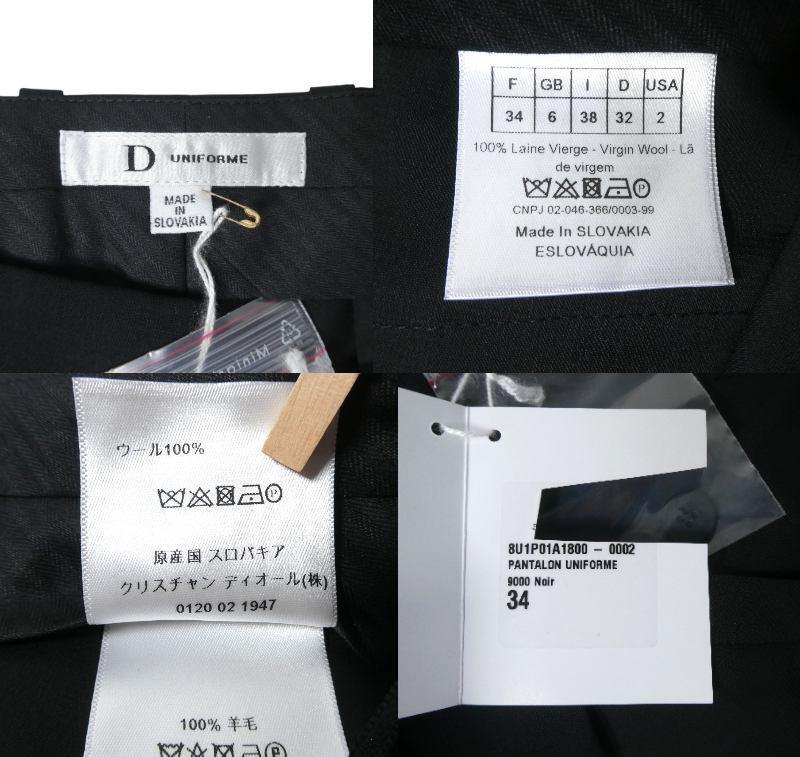 D UNIFORME
MADE
IN
SLOVAKIA
F GB I D USA
34 6 38 32 2
100% Laine Vierge - Virgin Wool - Lã
de virgem
CNPJ 02-046-366/0003-99
Made In SLOVAKIA
ESLOVÁQUIA
ウール100%
原産国 スロバキア
クリスチャン ディオール(株)
0120 02 1947
100% 羊毛
8U1P01A1800 - 0002
PANTALON UNIFORME
9000 Noir
34